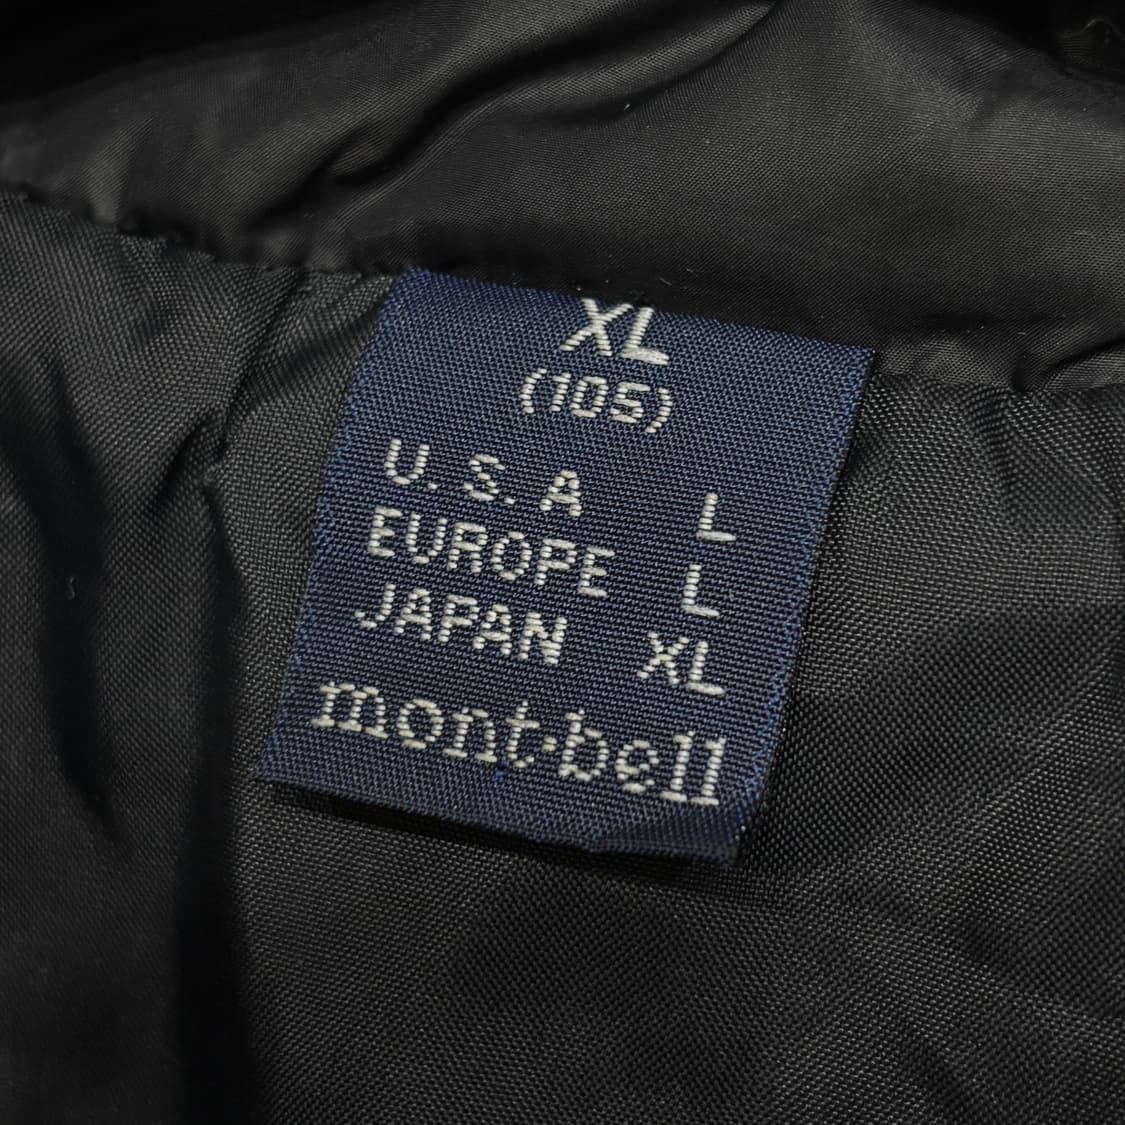 XL
(105)
U.S.A L
EUROPE L
JAPAN XL
mont·bell